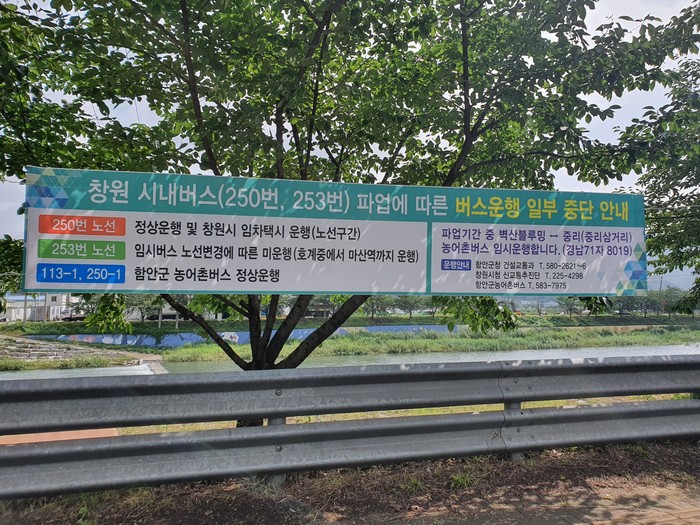 창원 시내버스(250번, 253번) 파업에 따른 버스운행 일부 중단 안내
250번 노선 정상운행 및 창원시 임차택시 운행(노선구간)
253번 노선 임시버스 노선변경에 따른 미운행(호계중에서 마산역까지 운행)
113-1, 250-1 함안군 농어촌버스 정상운행
파업기간 중 벽산블루밍 ↔ 중리(중리삼거리)
농어촌버스 임시운행합니다. (경남71자 8019)
운행안내 함안군청 건설교통과 T, 580-2621~6
창원시청 신교통추진단 T. 225-4298
함안군농어촌버스 T., 583-7975